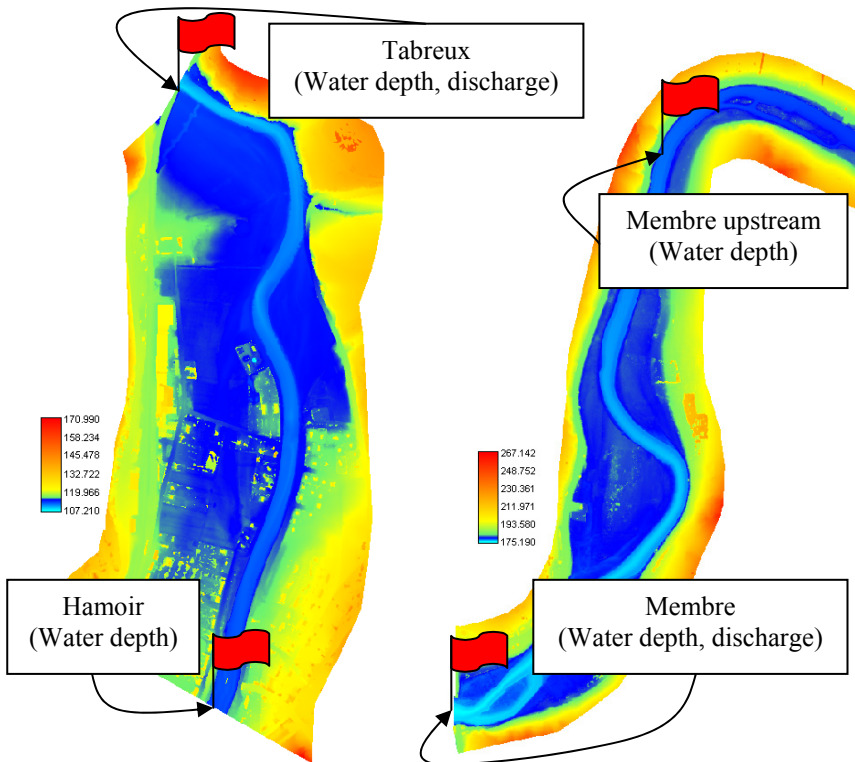 Tabreux
(Water depth, discharge)
Membre upstream
(Water depth)
170.990
158.234
145.478
132.722
119.966
107.210
267.142
248.752
230.361
211.971
193.580
175.190
Hamoir
(Water depth)
Membre
(Water depth, discharge)